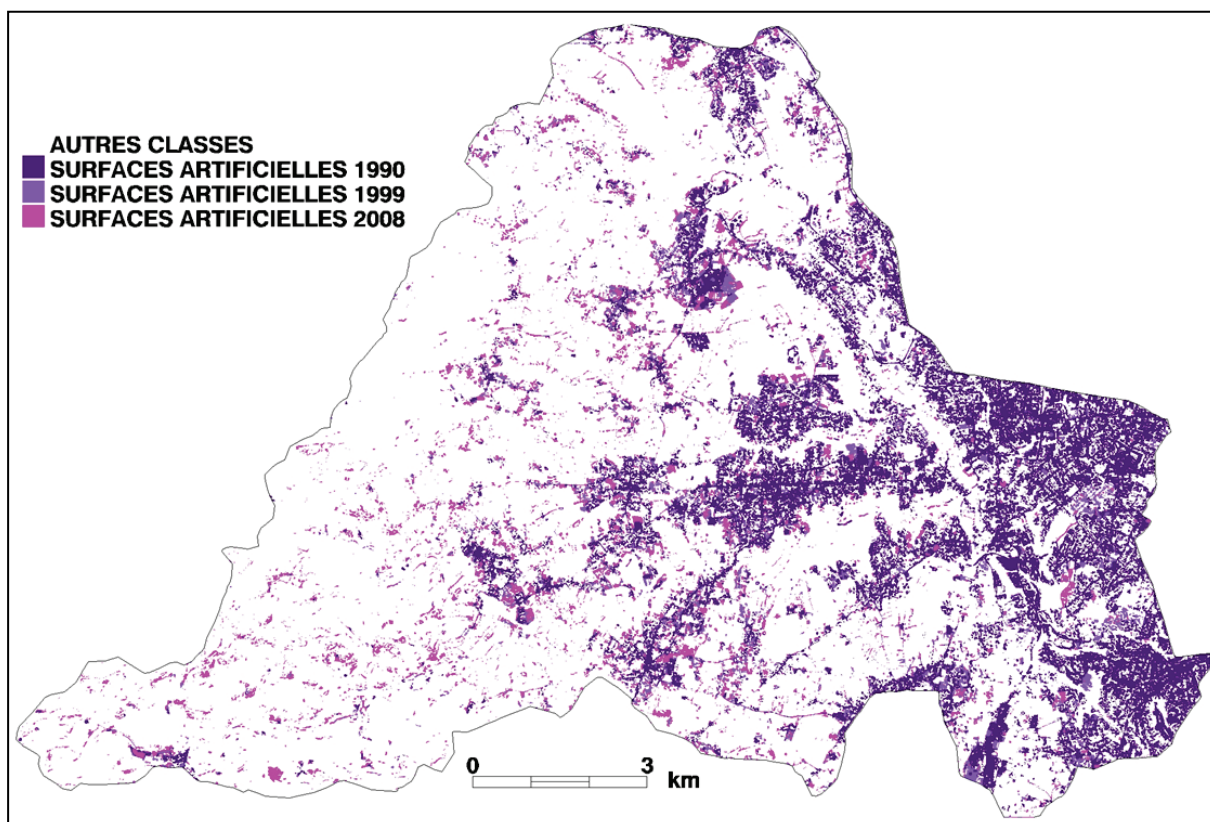 AUTRES CLASSES
SURFACES ARTIFICIELLES 1990
SURFACES ARTIFICIELLES 1999
SURFACES ARTIFICIELLES 2008
0 3 km